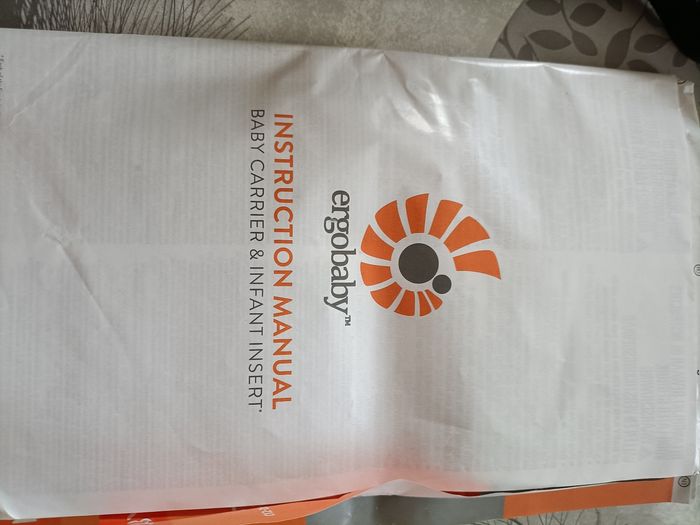 ergobaby™
INSTRUCTION MANUAL
BABY CARRIER & INFANT INSERT*